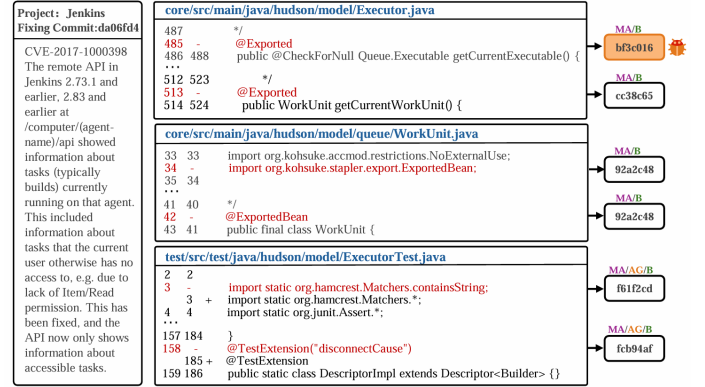 Project: Jenkins
Fixing Commit:da06fd4
CVE-2017-1000398
The remote API in
Jenkins 2.73.1 and
earlier, 2.83 and
earlier at
/computer/(agent-
name)/api showed
information about
tasks (typically
builds) currently
running on that agent.
This included
information about
tasks that the current
user otherwise has no
access to, e.g. due to
lack of Item/Read
permission. This has
been fixed, and the
API now only shows
information about
accessible tasks.
core/src/main/java/hudson/model/Executor.java
487 */
485 - @Exported
486 488 public @CheckForNull Queue.Executable getCurrentExecutable() {
...
512 523 */
513 - @Exported
514 524 public WorkUnit getCurrentWorkUnit() {
MA/B
bf3c016
MA/B
cc38c65
core/src/main/java/hudson/model/queue/WorkUnit.java
33 33 import org.kohsuke.accmod.restrictions.NoExternalUse;
34 - import org.kohsuke.stapler.export.ExportedBean;
35 34
...
41 40 */
42 - @ExportedBean
43 41 public final class WorkUnit {
MA/B
92a2c48
MA/B
92a2c48
test/src/test/java/hudson/model/ExecutorTest.java
2 2
3 - import static org.hamcrest.Matchers.containsString;
3 + import static org.hamcrest.Matchers.*;
4 4 import static org.junit.Assert.*;
...
157 184 }
158 - @TestExtension("disconnectCause")
185 + @TestExtension
159 186 public static class DescriptorImpl extends Descriptor<Builder> {}
MA/AG/B
f61f2cd
MA/AG/B
fcb94af